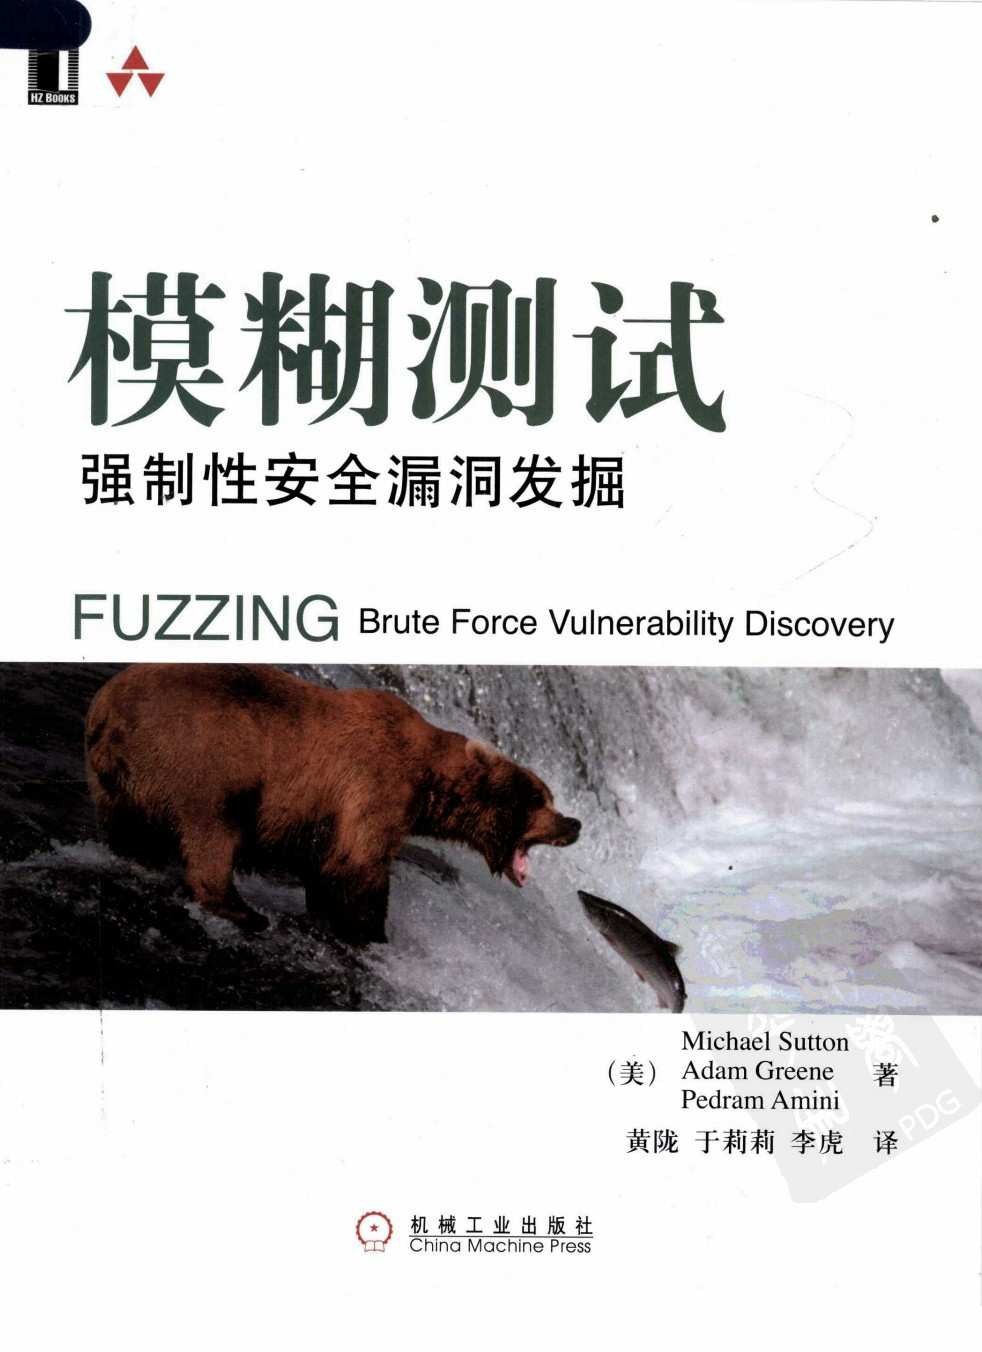 HZ BOOKS
模糊测试
强制性安全漏洞发掘
FUZZING Brute Force Vulnerability Discovery
Michael Sutton
(美) Adam Greene 著
Pedram Amini
黄陇 于莉莉 李虎 译
PDG
机械工业出版社
China Machine Press